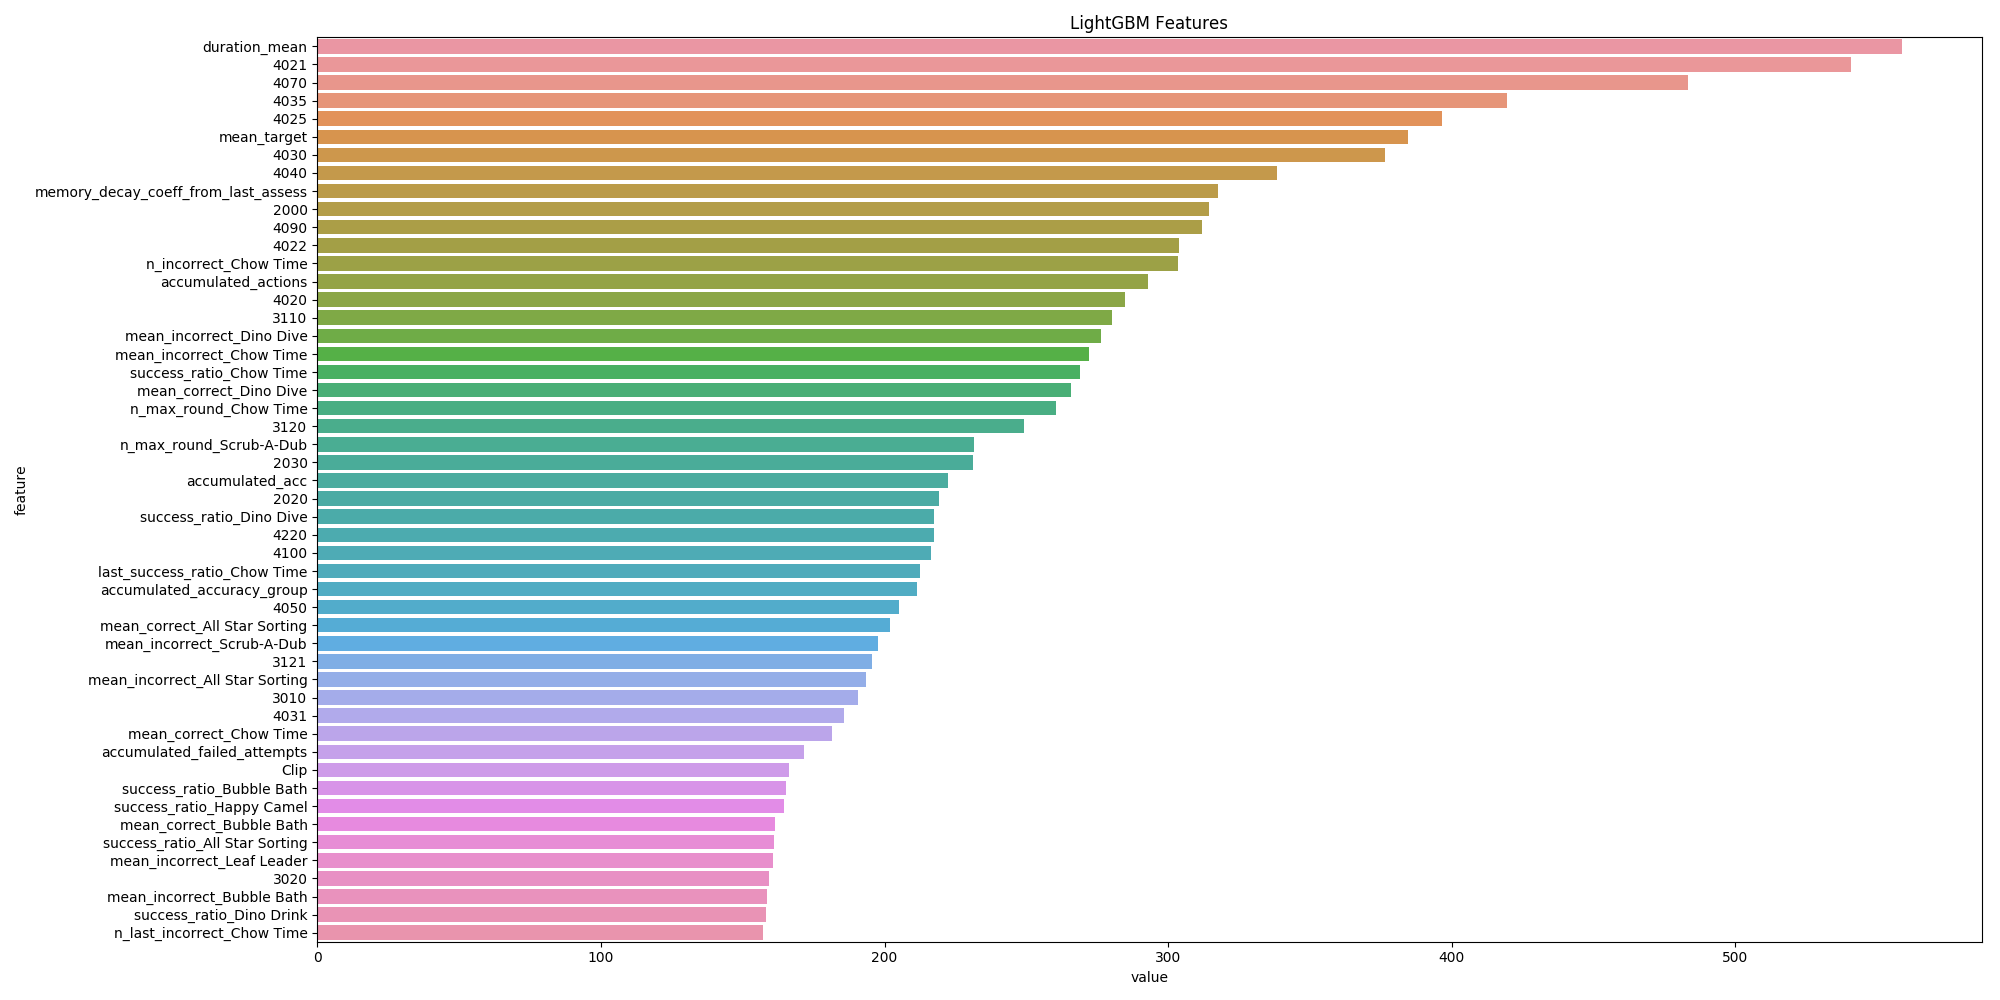 LightGBM Features
duration_mean
4021
4070
4035
4025
mean_target
4030
4040
memory_decay_coeff_from_last_assess
2000
4090
4022
n_incorrect_Chow Time
accumulated_actions
4020
3110
mean_incorrect_Dino Dive
mean_incorrect_Chow Time
success_ratio_Chow Time
mean_correct_Dino Dive
n_max_round_Chow Time
3120
n_max_round_Scrub-A-Dub
2030
accumulated_acc
2020
success_ratio_Dino Dive
4220
4100
last_success_ratio_Chow Time
accumulated_accuracy_group
4050
mean_correct_All Star Sorting
mean_incorrect_Scrub-A-Dub
3121
mean_incorrect_All Star Sorting
3010
4031
mean_correct_Chow Time
accumulated_failed_attempts
Clip
success_ratio_Bubble Bath
success_ratio_Happy Camel
mean_correct_Bubble Bath
success_ratio_All Star Sorting
mean_incorrect_Leaf Leader
3020
mean_incorrect_Bubble Bath
success_ratio_Dino Drink
n_last_incorrect_Chow Time
feature
0 100 200 300 400 500
value